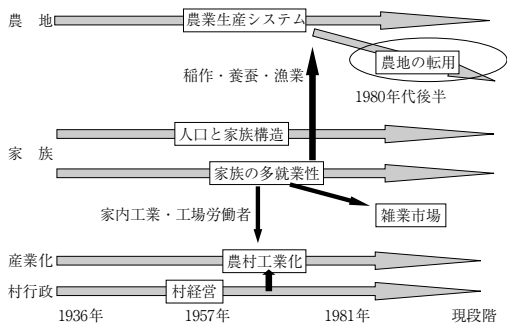 農 地
農業生産システム
農地の転用
稲作・養蚕・漁業
1980年代後半
人口と家族構造
家 族
家族の多就業性
家内工業・工場労働者
雑業市場
産業化
農村工業化
村行政
村経営
1936年 1957年 1981年 現段階